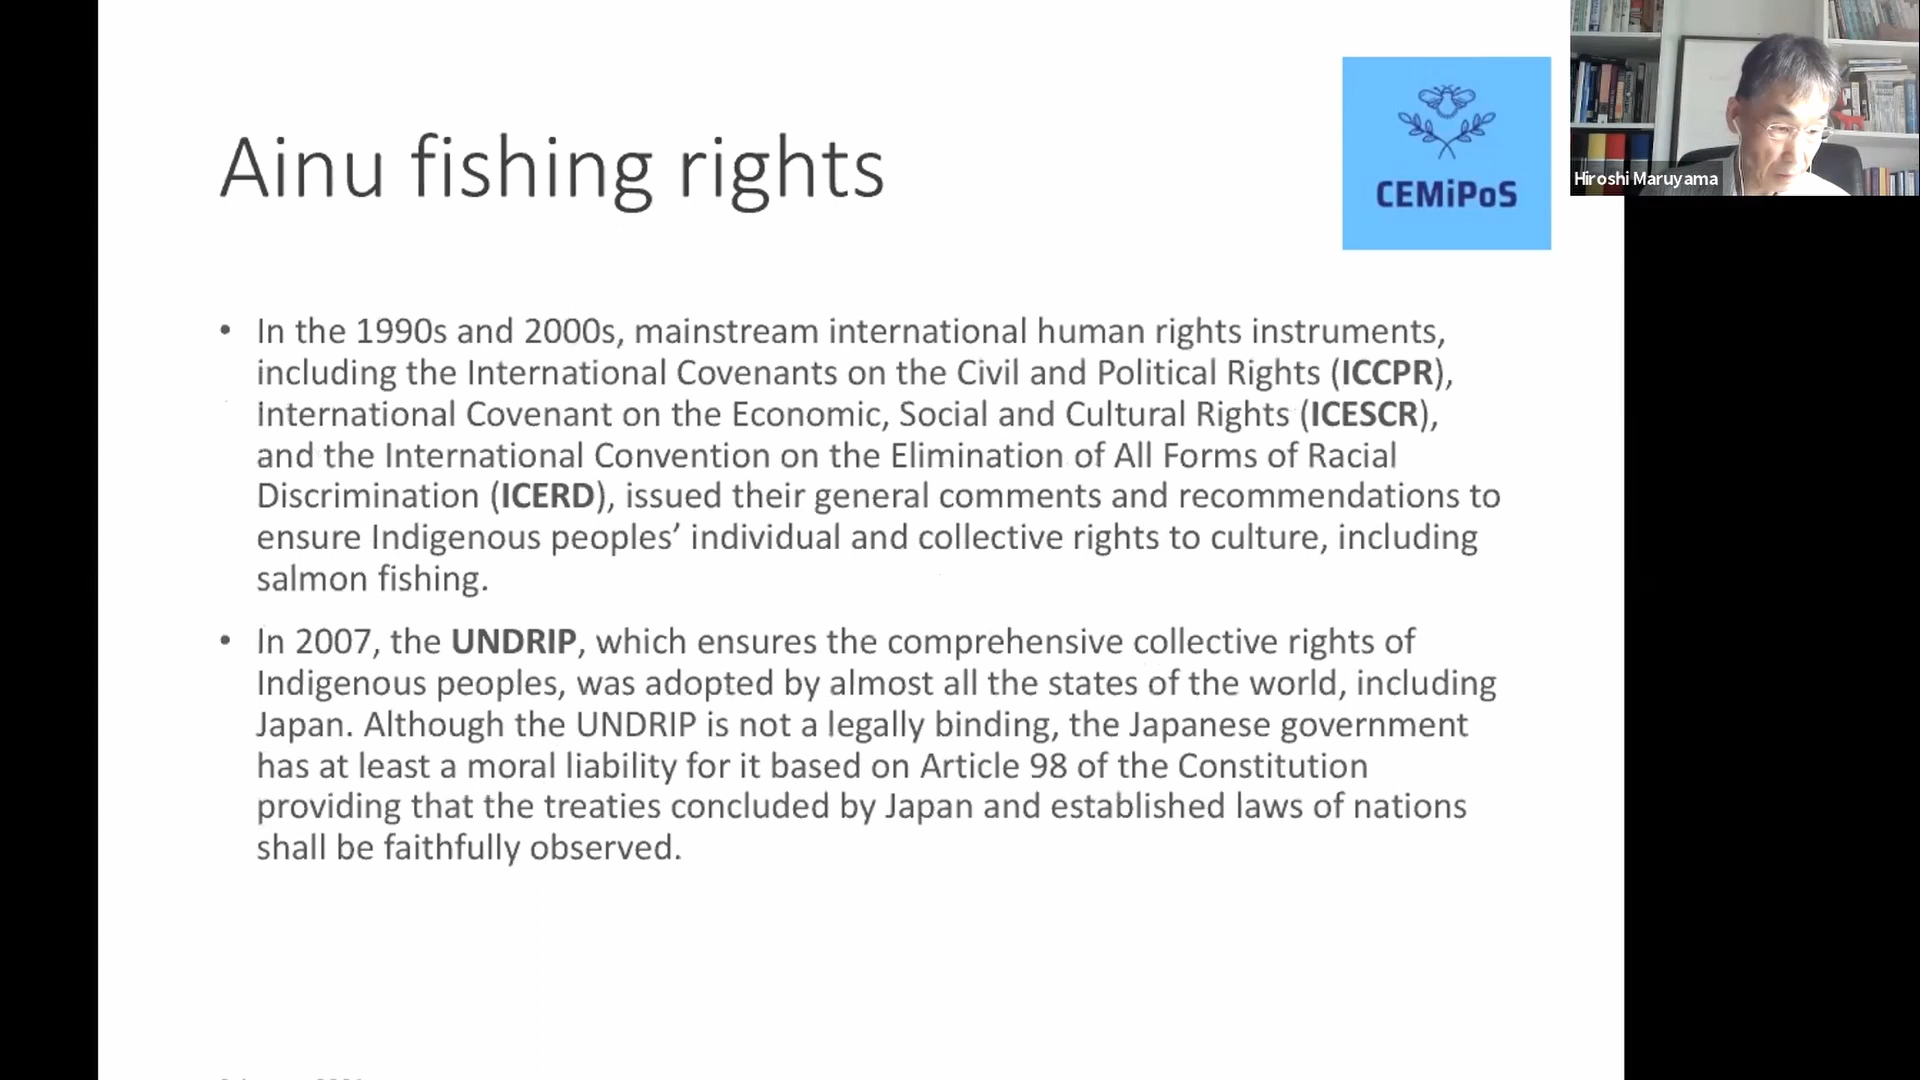 Ainu fishing rights
CEMiPoS
Hiroshi Maruyama
• In the 1990s and 2000s, mainstream international human rights instruments,
including the International Covenants on the Civil and Political Rights (ICCPR),
International Covenant on the Economic, Social and Cultural Rights (ICESCR),
and the International Convention on the Elimination of All Forms of Racial
Discrimination (ICERD), issued their general comments and recommendations to
ensure Indigenous peoples’ individual and collective rights to culture, including
salmon fishing.
• In 2007, the UNDRIP, which ensures the comprehensive collective rights of
Indigenous peoples, was adopted by almost all the states of the world, including
Japan. Although the UNDRIP is not a legally binding, the Japanese government
has at least a moral liability for it based on Article 98 of the Constitution
providing that the treaties concluded by Japan and established laws of nations
shall be faithfully observed.